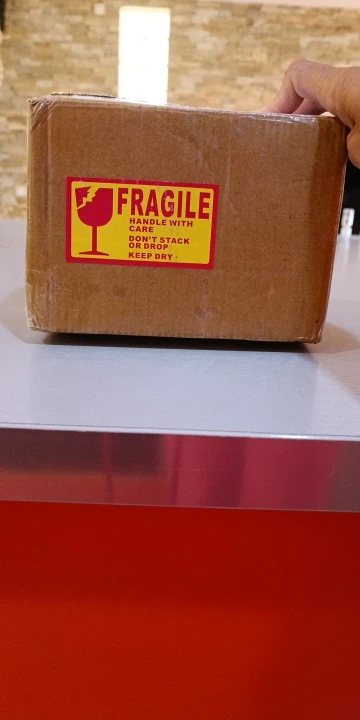 FRAGILE
HANDLE WITH
CARE
DON'T STACK
OR DROP
KEEP DRY